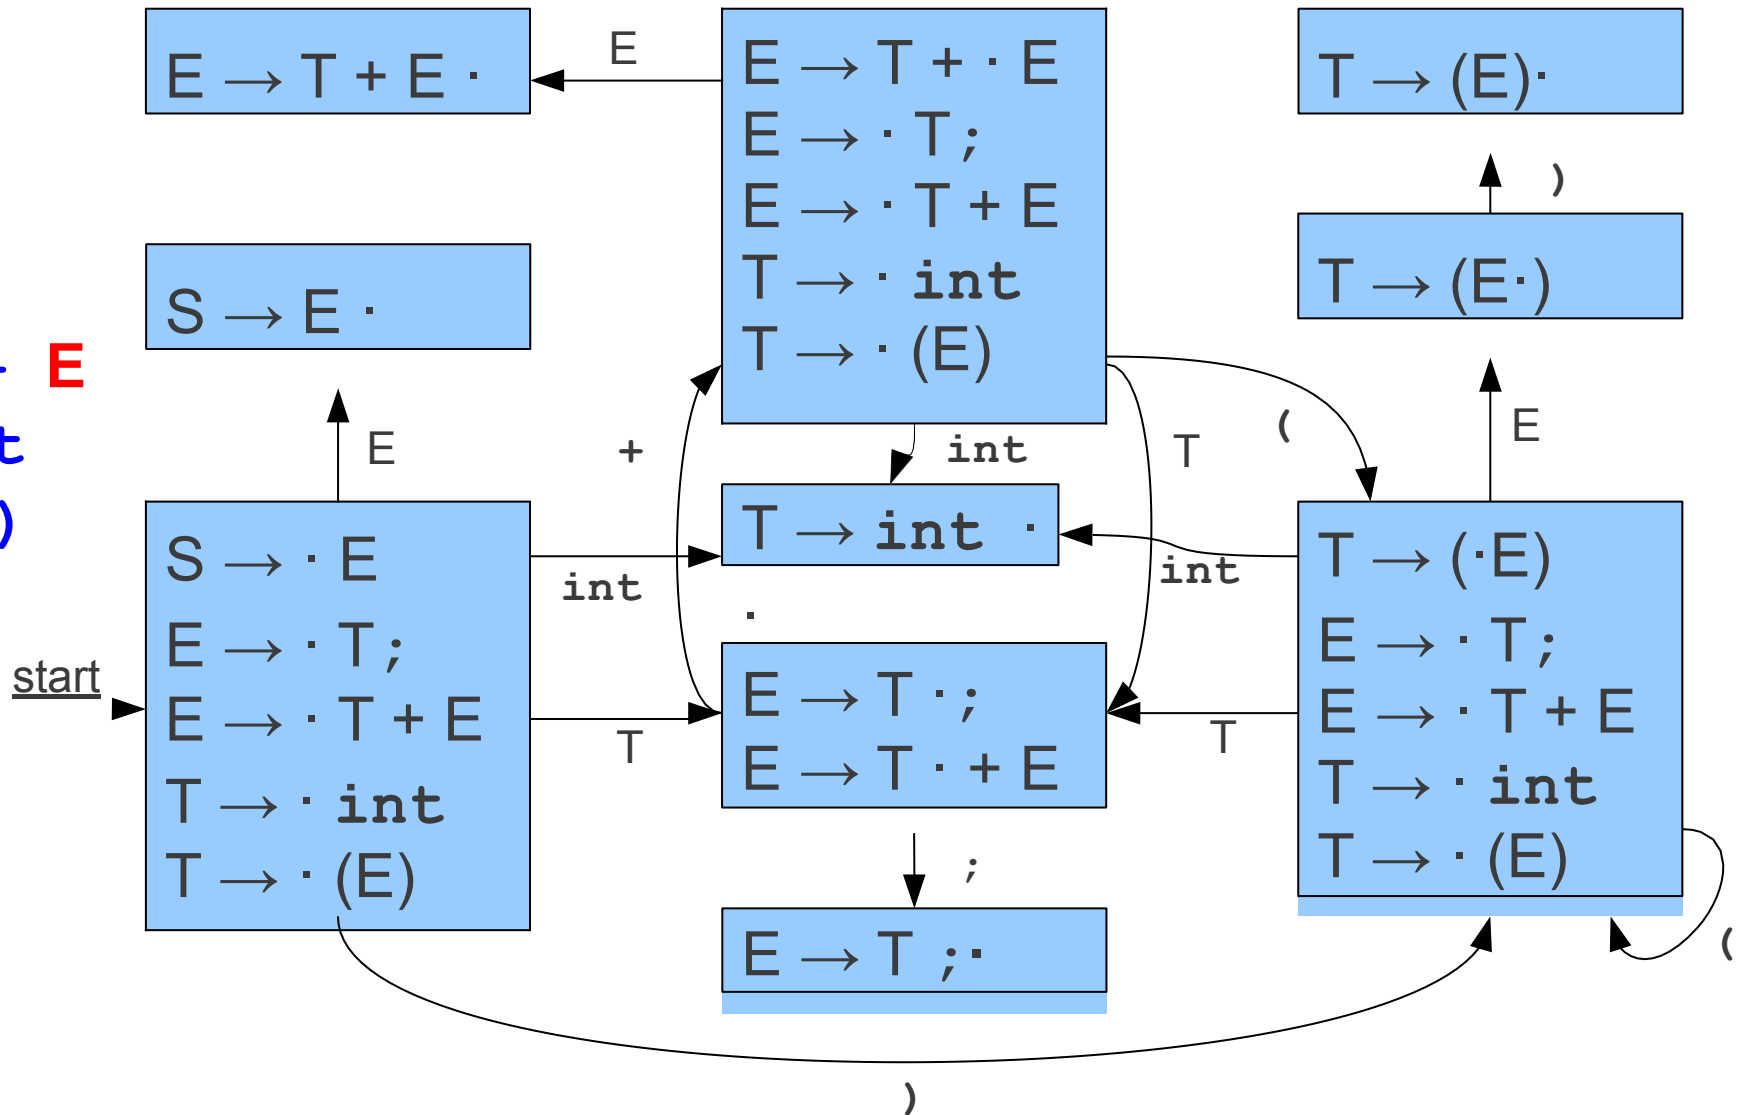 E → T + E ·
E
E → T + · E
E → · T ;
E → · T + E
T → · int
T → · (E)
T → (E)·
)
T → (E·)
S → E ·
E
t
)
E
+
int
T
(
E
T → int ·
S → · E
E → · T ;
E → · T + E
T → · int
T → · (E)
start
int
T
·
E → T · ;
E → T · + E
int
T
T → (·E)
E → · T ;
E → · T + E
T → · int
T → · (E)
;
E → T ; ·
(
)